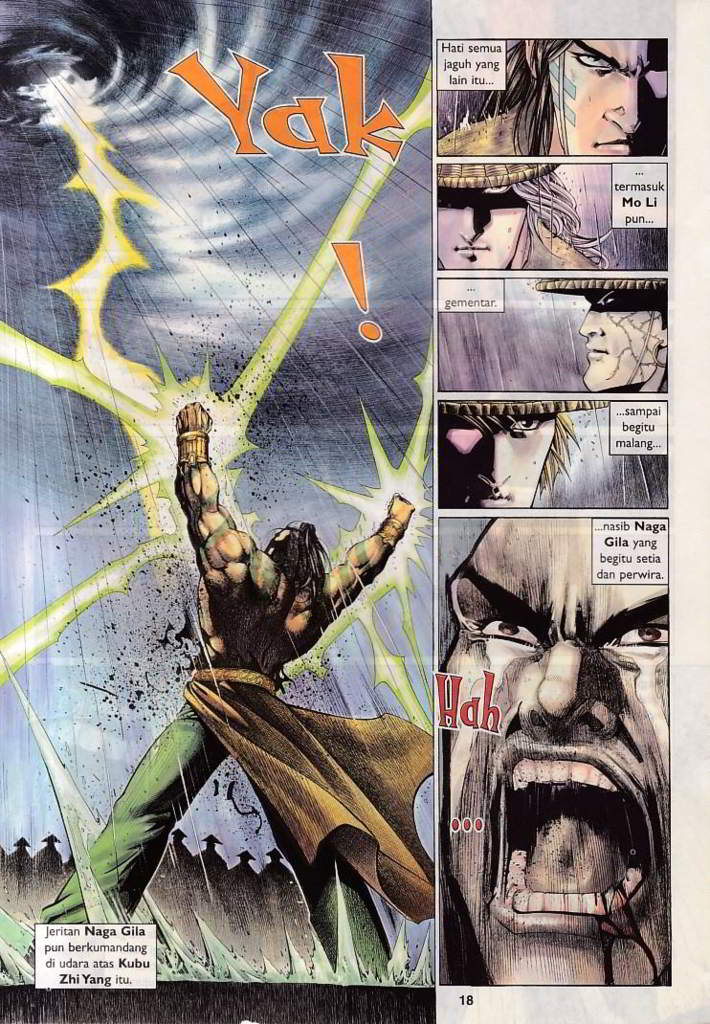 Yak
!
Jeritan Naga Gila
pun berkumandang
di udara atas Kubu
Zhi Yang itu.
Hati semua
jaguh yang
lain itu...
...
termasuk
Mo Li
pun...
...
gementar.
...sampai
begitu
malang...
...nasib Naga
Gila yang
begitu setia
dan perwira.
Hah
...
18